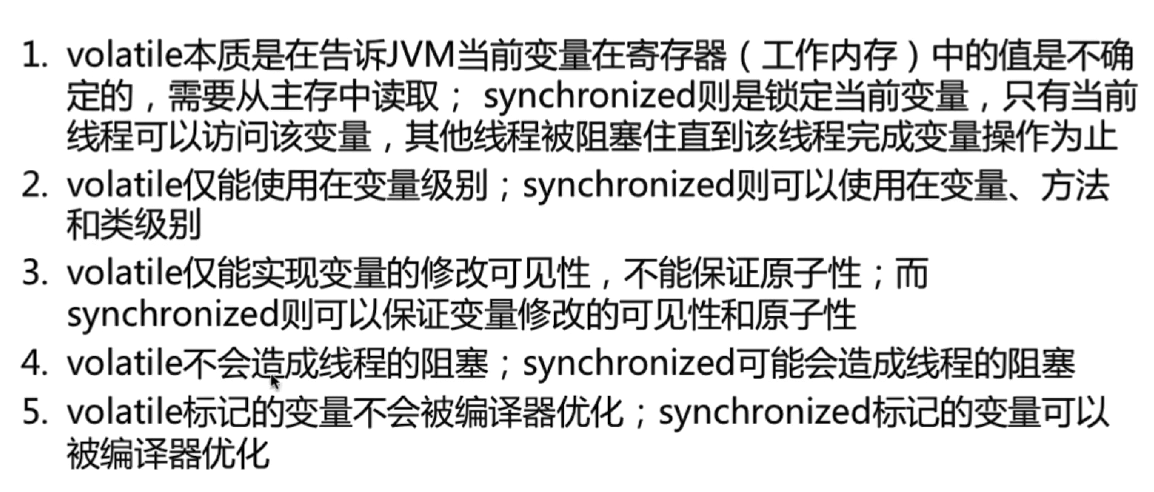 1. volatile本质是在告诉JVM当前变量在寄存器（工作内存）中的值是不确
定的，需要从主存中读取； synchronized则是锁定当前变量，只有当前
线程可以访问该变量，其他线程被阻塞住直到该线程完成变量操作为止
2. volatile仅能使用在变量级别；synchronized则可以使用在变量、方法
和类级别
3. volatile仅能实现变量的修改可见性，不能保证原子性；而
synchronized则可以保证变量修改的可见性和原子性
4. volatile不会造成线程的阻塞；synchronized可能会造成线程的阻塞
5. volatile标记的变量不会被编译器优化；synchronized标记的变量可以
被编译器优化